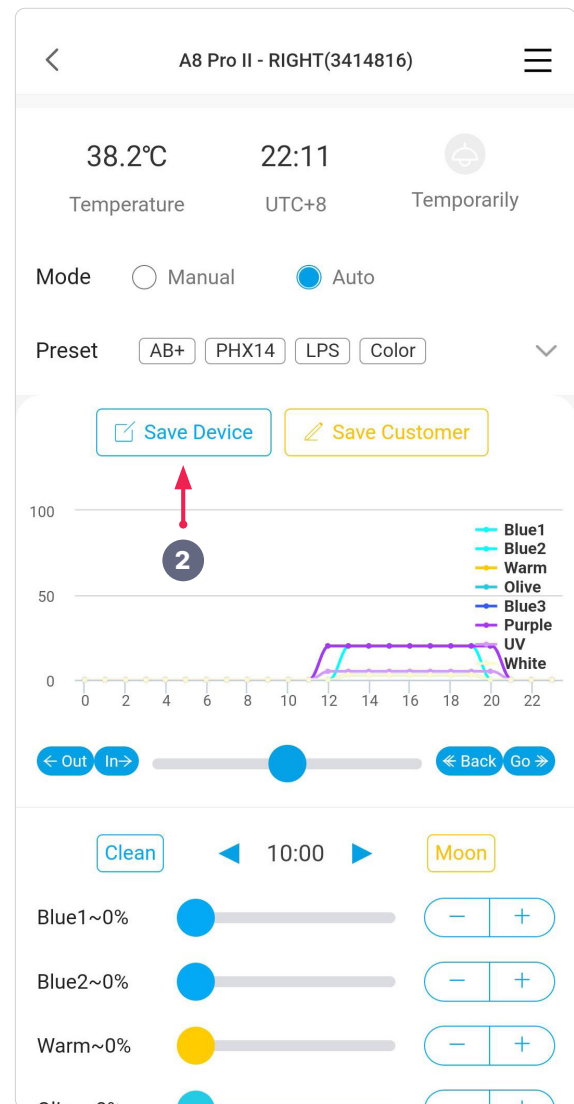 A8 Pro II - RIGHT(3414816)
38.2℃ 22:11
Temperature UTC+8 Temporarily
Mode Manual Auto
Preset AB+ PHX14 LPS Color
Save Device Save Customer
2
100
50
0
Blue1
Blue2
Warm
Olive
Blue3
Purple
UV
White
0 2 4 6 8 10 12 14 16 18 20 22
Out In Back Go
Clean 10:00 Moon
Blue1~0% − +
Blue2~0% − +
Warm~0% − +